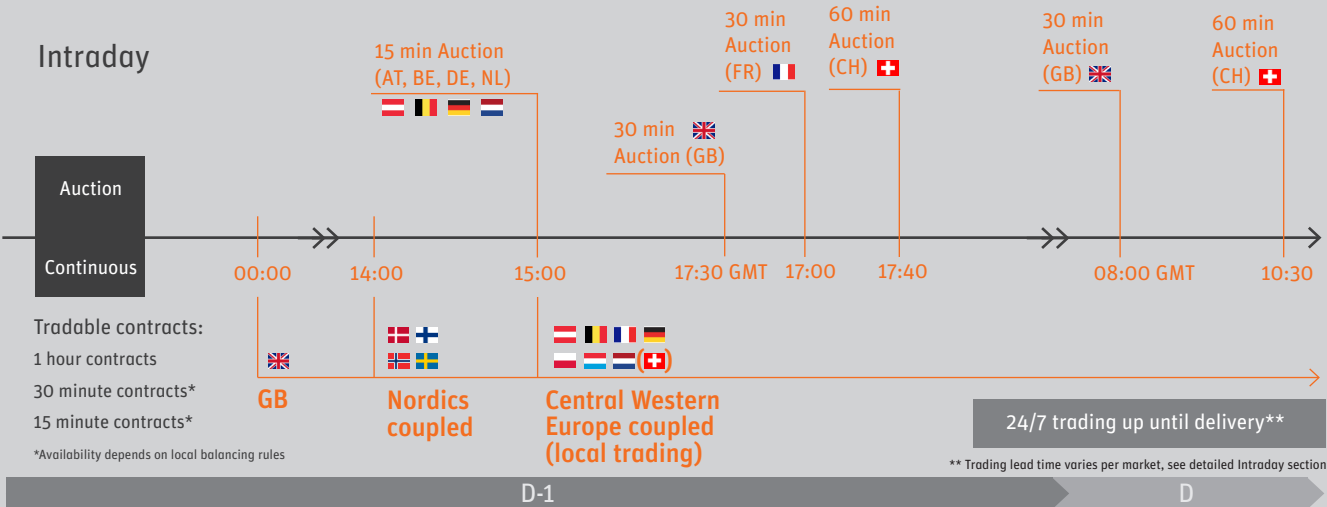 Intraday
15 min Auction
(AT, BE, DE, NL)
30 min
Auction (GB)
30 min
Auction
(FR)
60 min
Auction
(CH)
30 min
Auction
(GB)
60 min
Auction
(CH)
Auction
Continuous
00:00
14:00
15:00
17:30 GMT
17:00
17:40
08:00 GMT
10:30
Tradable contracts:
1 hour contracts
30 minute contracts*
15 minute contracts*
*Availability depends on local balancing rules
GB
Nordics
coupled
( )
Central Western
Europe coupled
(local trading)
24/7 trading up until delivery**
** Trading lead time varies per market, see detailed Intraday section
D-1
D